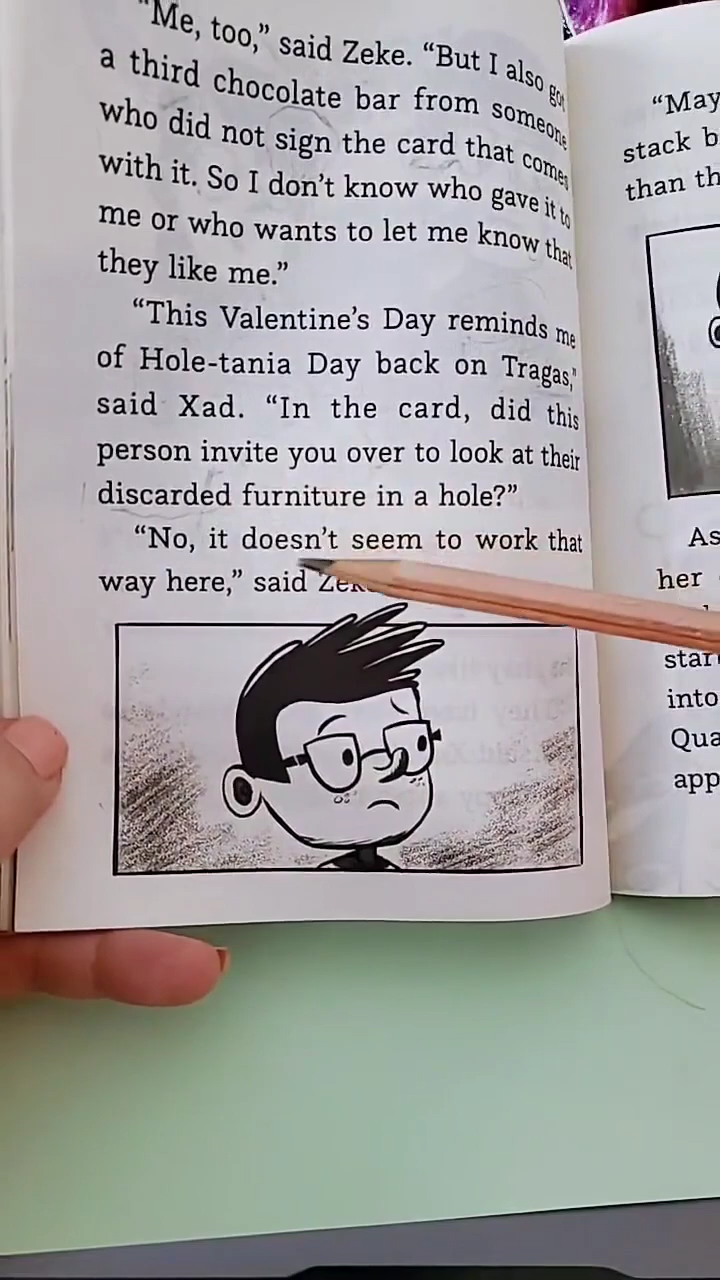 “Me, too,” said Zeke. “But I also got
a third chocolate bar from someone
who did not sign the card that comes
with it. So I don’t know who gave it to
me or who wants to let me know that
they like me.”
“This Valentine’s Day reminds me
of Hole-tania Day back on Tragas,”
said Xad. “In the card, did this
person invite you over to look at their
discarded furniture in a hole?”
“No, it doesn’t seem to work that
way here,” said
“May
stack b
than th
As
her
star
into
Qua
app